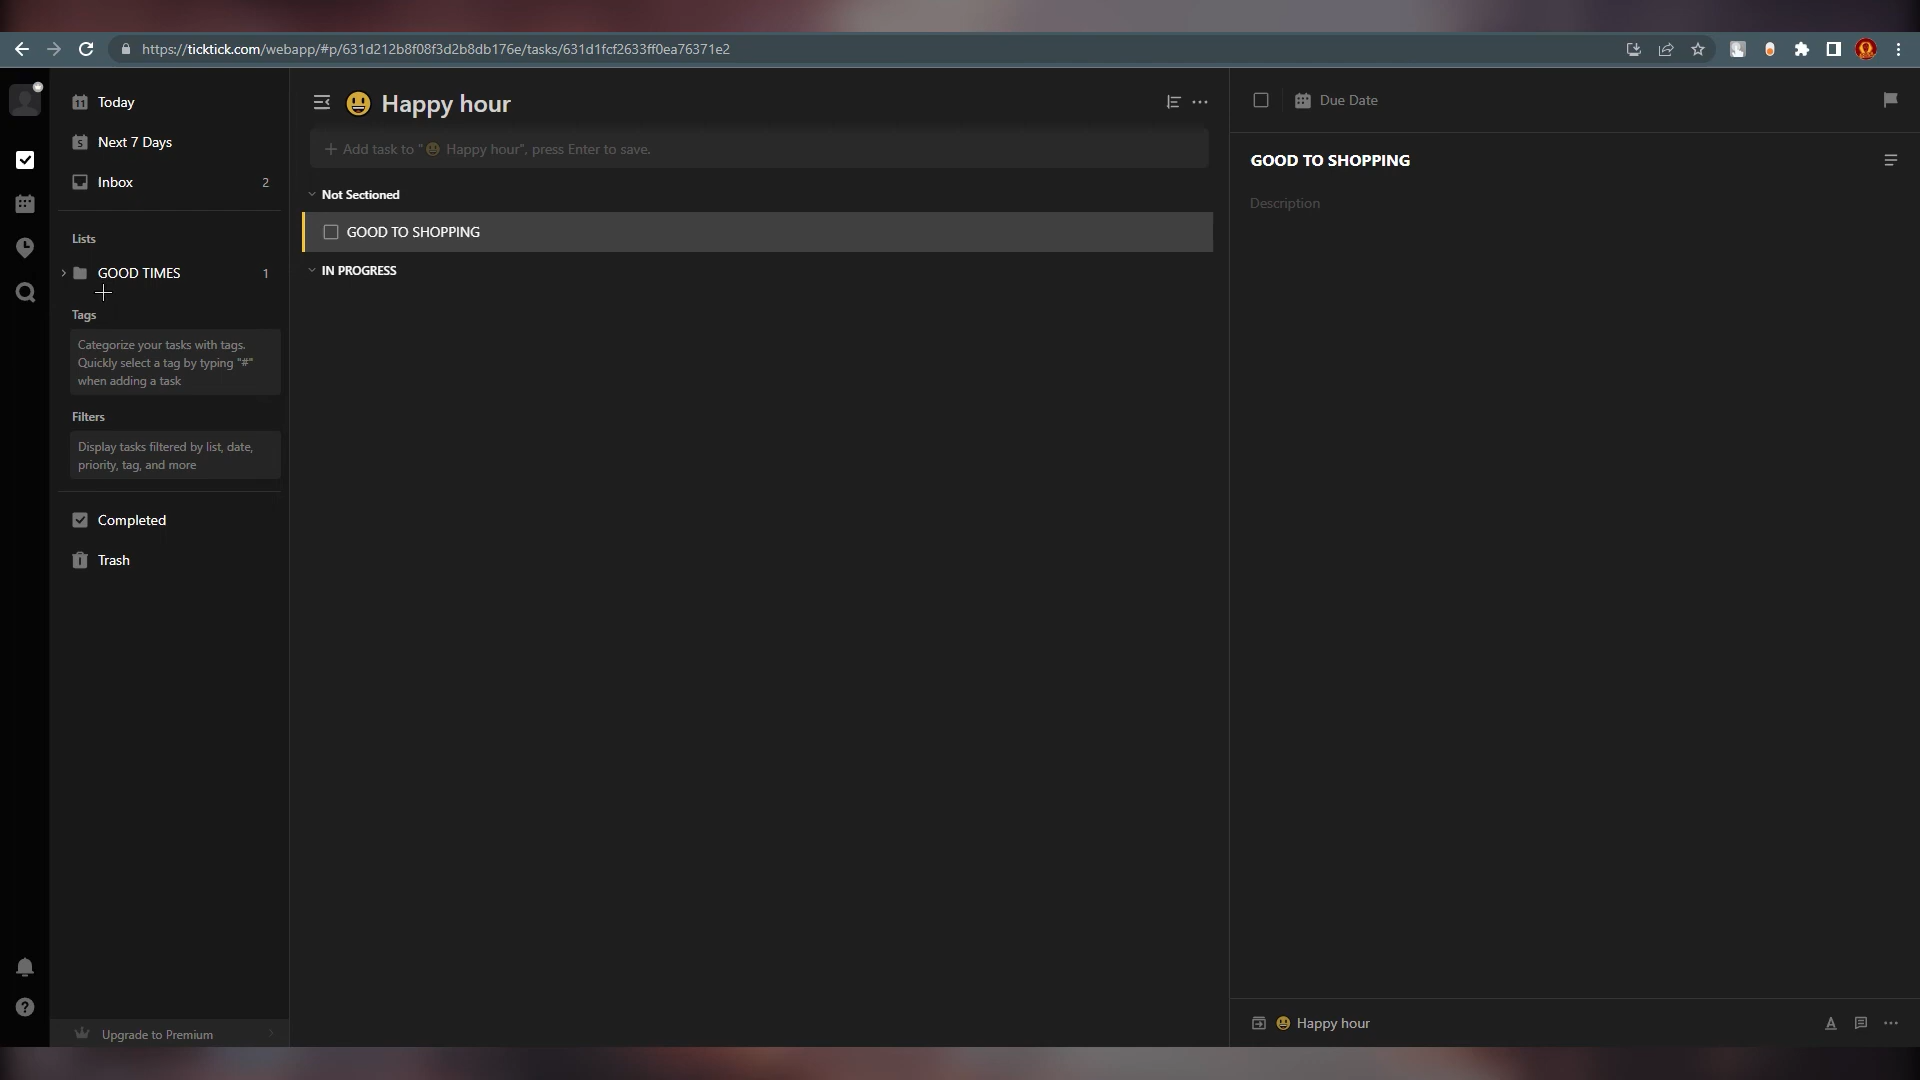 https://ticktick.com/webapp/#p/631d212b8f08f3d2b8db176e/tasks/631d1fcf2633ff0ea76371e2
11 Today
S Next 7 Days
Inbox 2
Lists
GOOD TIMES 1
Tags
Categorize your tasks with tags.
Quickly select a tag by typing "#"
when adding a task
Filters
Display tasks filtered by list, date,
priority, tag, and more
Completed
Trash
Upgrade to Premium
😃 Happy hour
+ Add task to "😃 Happy hour", press Enter to save.
Not Sectioned
GOOD TO SHOPPING
IN PROGRESS
Due Date
GOOD TO SHOPPING
Description
😃 Happy hour